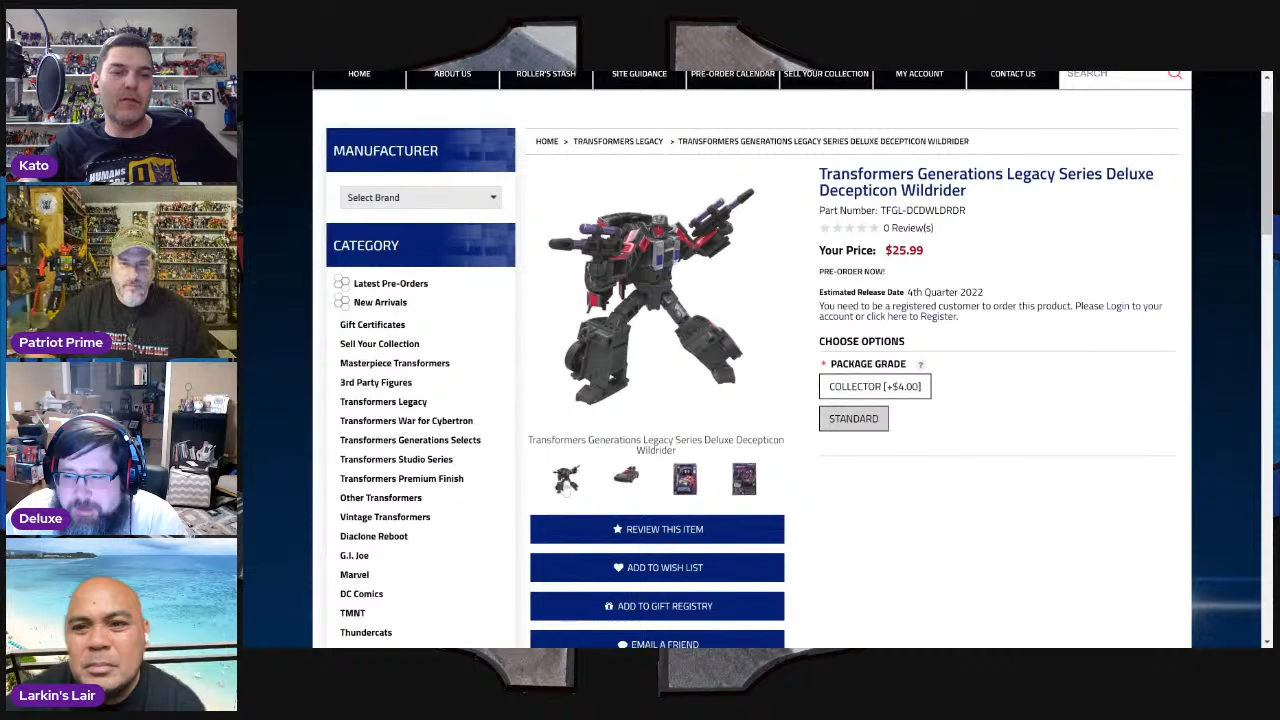 Kato
HUMANS
Patriot Prime
Deluxe
Larkin's Lair
HOME
ABOUT US
ROLLER'S STASH
SITE GUIDANCE
PRE-ORDER CALENDAR
SELL YOUR COLLECTION
MY ACCOUNT
CONTACT US
SEARCH
MANUFACTURER
Select Brand
CATEGORY
Latest Pre-Orders
New Arrivals
Gift Certificates
Sell Your Collection
Masterpiece Transformers
3rd Party Figures
Transformers Legacy
Transformers War for Cybertron
Transformers Generations Selects
Transformers Studio Series
Transformers Premium Finish
Other Transformers
Vintage Transformers
Diaclone Reboot
G.I. Joe
Marvel
DC Comics
TMNT
Thundercats
HOME > TRANSFORMERS LEGACY > TRANSFORMERS GENERATIONS LEGACY SERIES DELUXE DECEPTICON WILDRIDER
Transformers Generations Legacy Series Deluxe Decepticon
Wildrider
REVIEW THIS ITEM
ADD TO WISH LIST
ADD TO GIFT REGISTRY
EMAIL A FRIEND
Transformers Generations Legacy Series Deluxe
Decepticon Wildrider
Part Number: TFGL-DCDWLDRDR
0 Review(s)
Your Price: $25.99
PRE-ORDER NOW!
Estimated Release Date 4th Quarter 2022
You need to be a registered customer to order this product. Please Login to your
account or click here to Register.
CHOOSE OPTIONS
* PACKAGE GRADE ?
COLLECTOR [+$4.00]
STANDARD